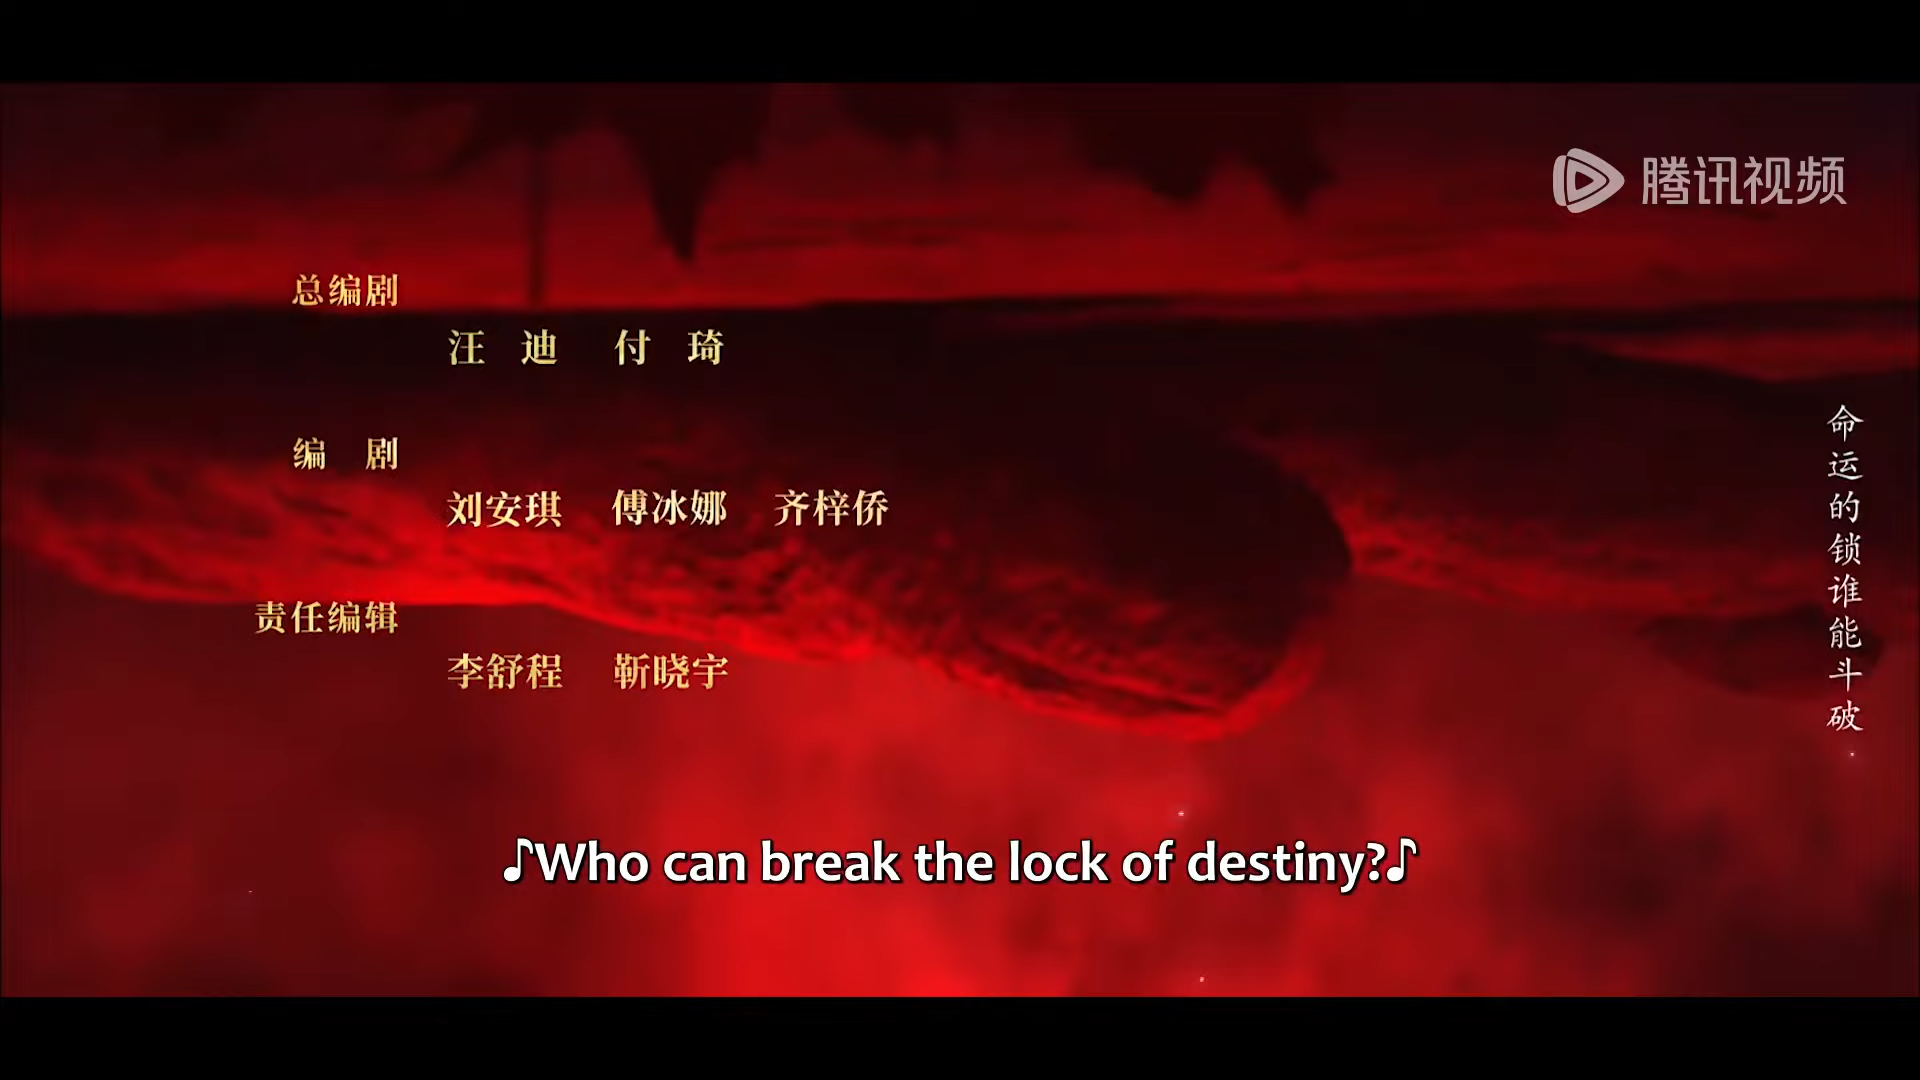 腾讯视频
总编剧
汪 迪 付 琦
编 剧
刘安琪 傅冰娜 齐梓侨
责任编辑
李舒程 靳晓宇
命运的锁谁能斗破
♪Who can break the lock of destiny?♪